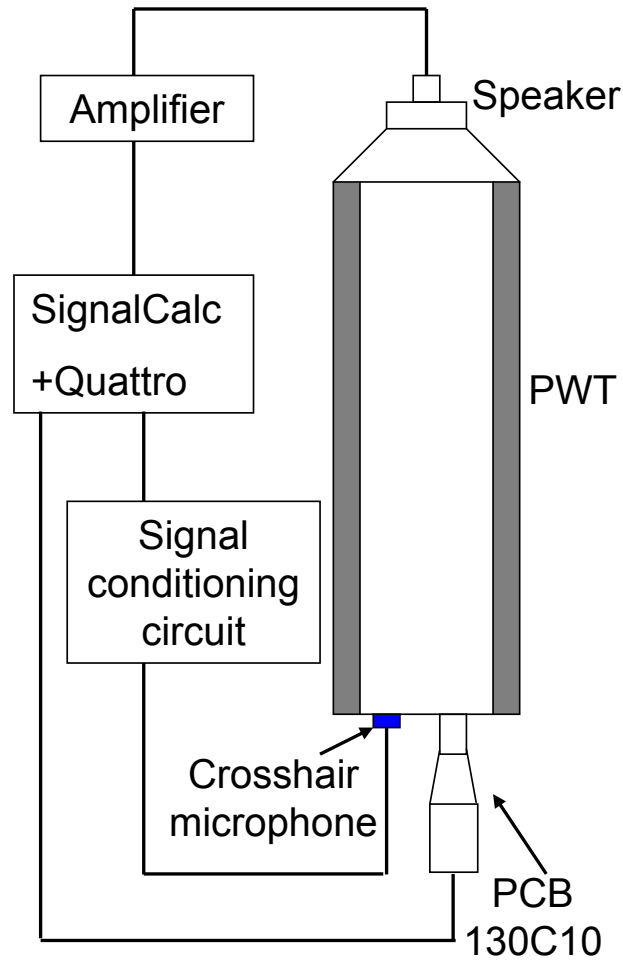 Amplifier
Speaker
SignalCalc
+Quattro
PWT
Signal
conditioning
circuit
Crosshair
microphone
PCB
130C10